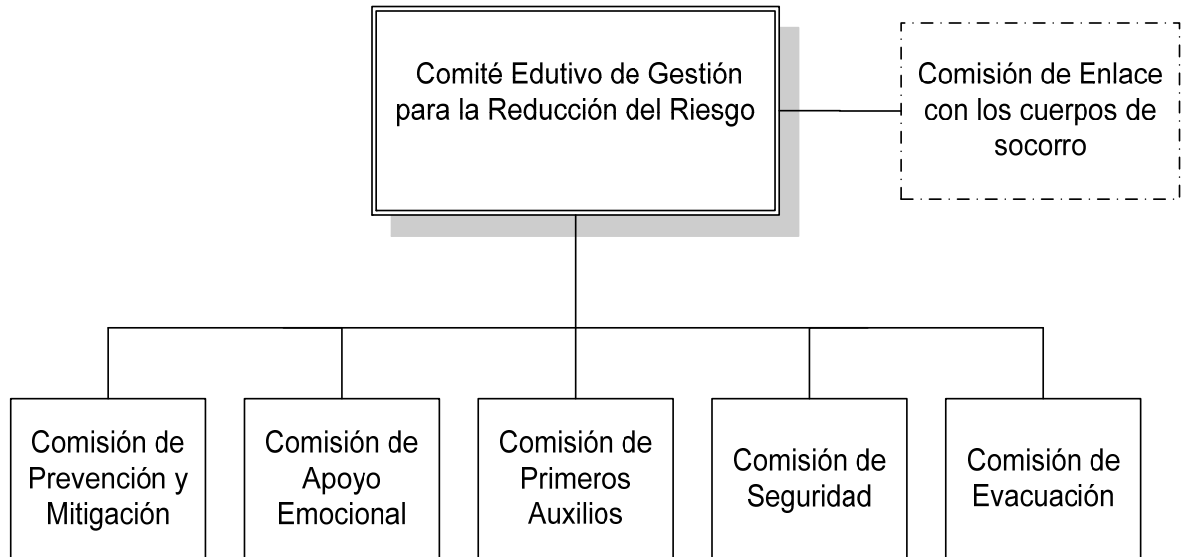 Comité Edutivo de Gestión
para la Reducción del Riesgo
Comisión de Enlace
con los cuerpos de
socorro
Comisión de
Prevención y
Mitigación
Comisión de
Apoyo
Emocional
Comisión de
Primeros
Auxilios
Comisión de
Seguridad
Comisión de
Evacuación